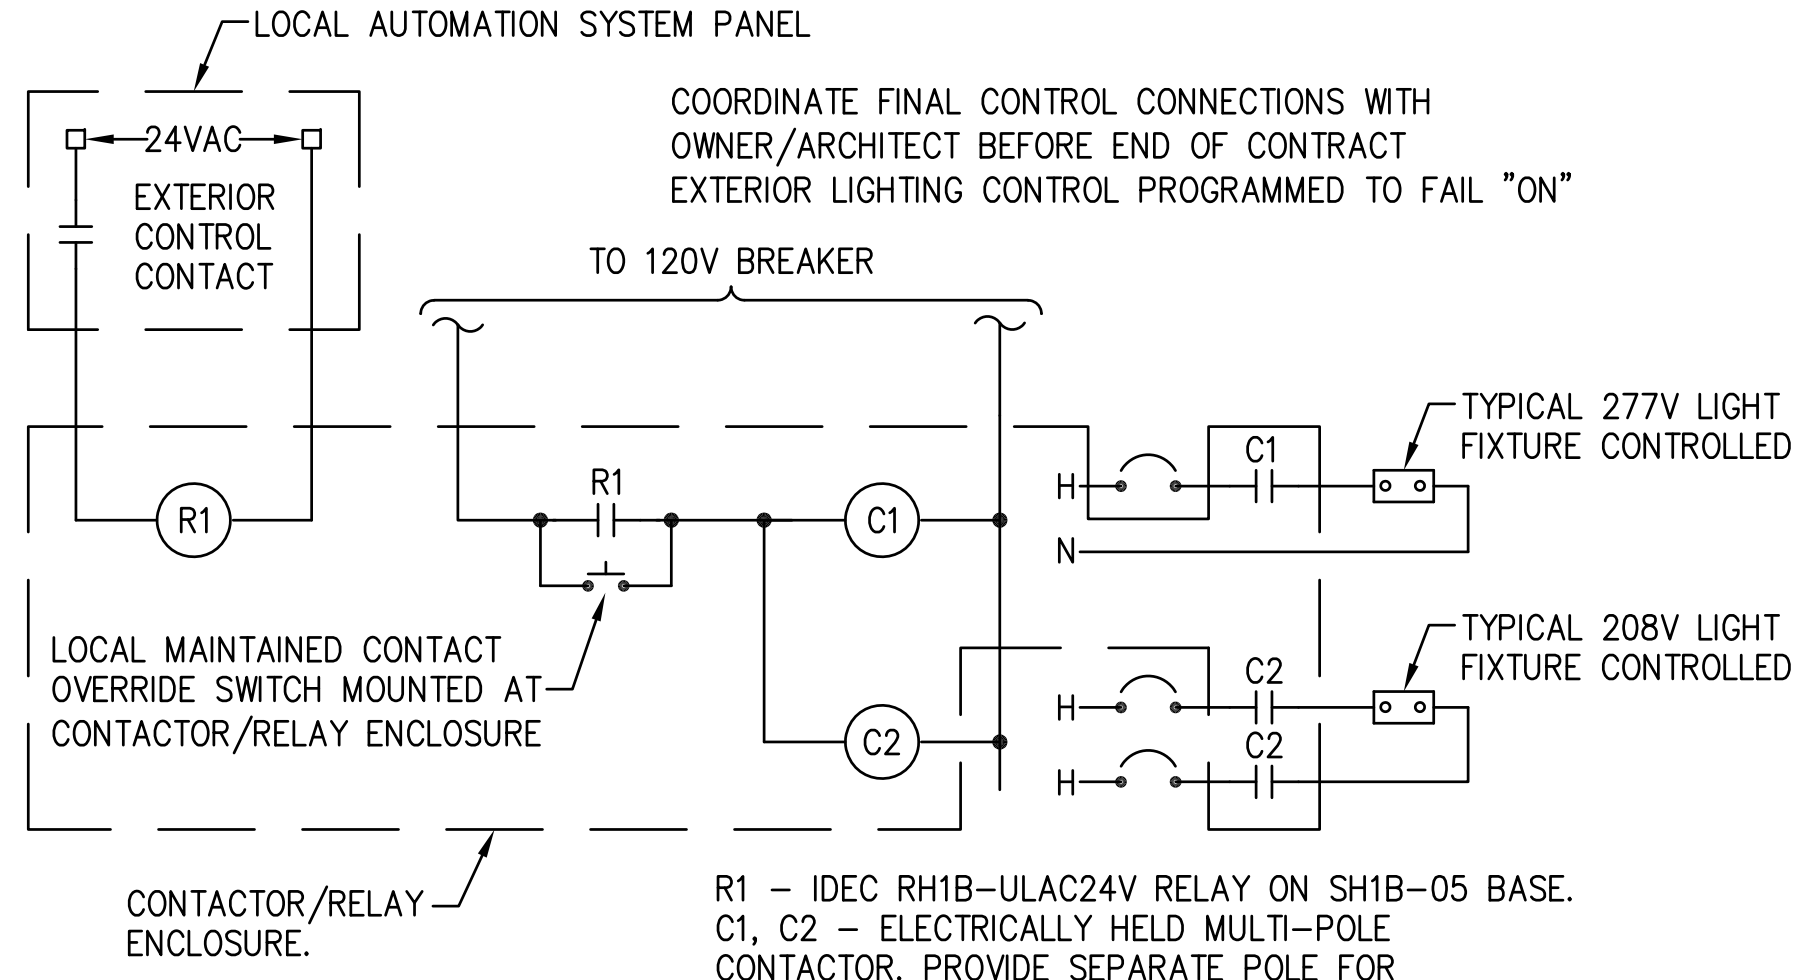 LOCAL AUTOMATION SYSTEM PANEL
COORDINATE FINAL CONTROL CONNECTIONS WITH
OWNER/ARCHITECT BEFORE END OF CONTRACT
EXTERIOR LIGHTING CONTROL PROGRAMMED TO FAIL "ON"
24VAC
EXTERIOR
CONTROL
CONTACT
TO 120V BREAKER
TYPICAL 277V LIGHT
FIXTURE CONTROLLED
C1
H
R1
R1
C1
N
LOCAL MAINTAINED CONTACT
OVERRIDE SWITCH MOUNTED AT
CONTACTOR/RELAY ENCLOSURE
TYPICAL 208V LIGHT
FIXTURE CONTROLLED
C2
H
C2
C2
H
CONTACTOR/RELAY
ENCLOSURE.
R1 - IDEC RH1B-ULAC24V RELAY ON SH1B-05 BASE.
C1, C2 - ELECTRICALLY HELD MULTI-POLE
CONTACTOR. PROVIDE SEPARATE POLE FOR